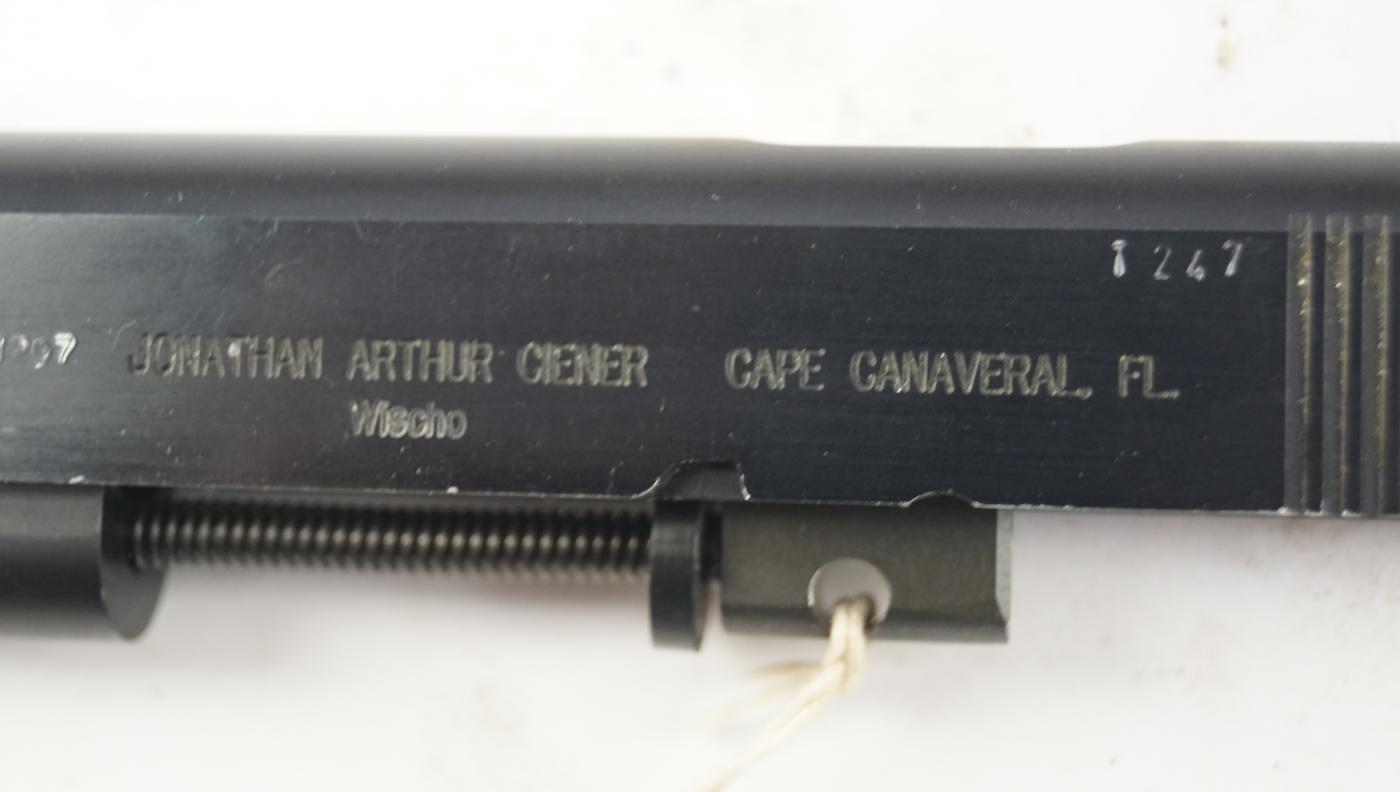 1247
JONATHAN ARTHUR CIENER CAPE CANAVERAL, FL.
Wischo